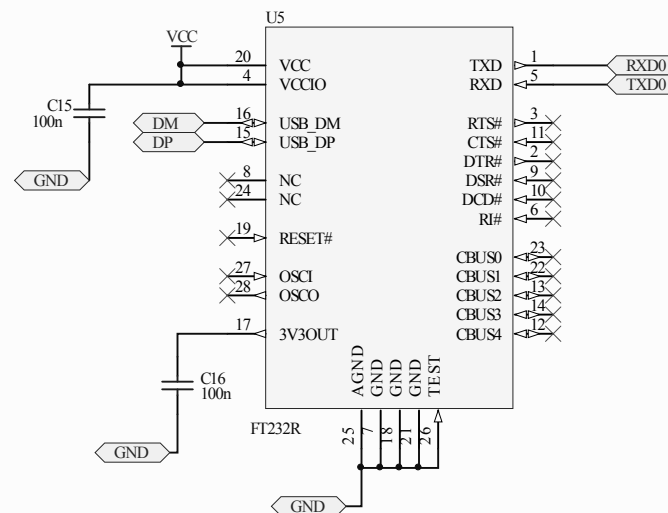 U5
VCC
20 VCC TXD 1 RXD0
4 VCCIO RXD 5 TXD0
C15
100n
DM 16 USB_DM RTS# 3
DP 15 USB_DP CTS# 11
DTR# 2
GND 8 NC DSR# 9
24 NC DCD# 10
RI# 6
19 RESET#
CBUS0 23
27 OSCI CBUS1 22
28 OSCO CBUS2 13
CBUS3 14
17 3V3OUT CBUS4 12
C16
100n
AGND GND GND GND TEST
FT232R
25 7 18 21 26
GND
GND